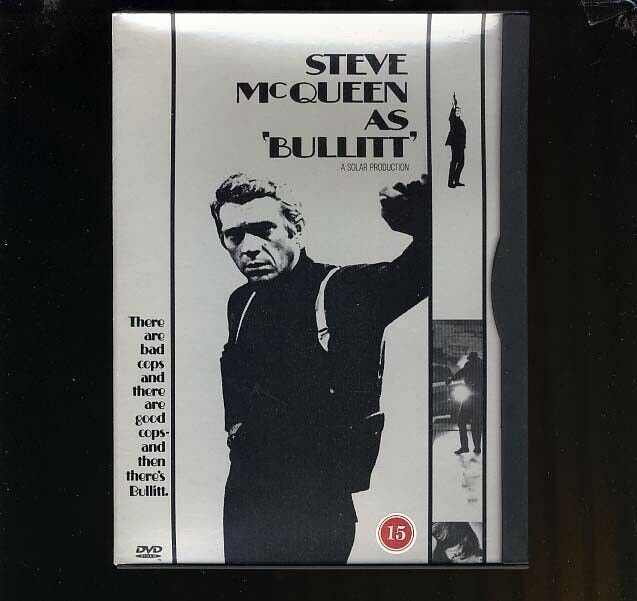 STEVE
McQUEEN
AS
'BULLITT'
A SOLAR PRODUCTION
There
are
bad
cops
and
there
are
good
cops-
and
then
there's
Bullitt.
15
DVD
VIDEO